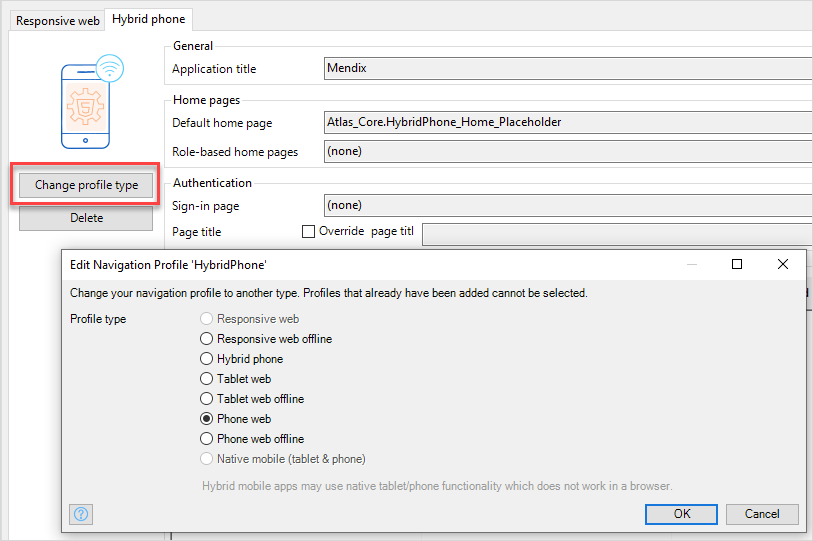 Responsive web
Hybrid phone
General
Application title
Mendix
Home pages
Default home page
Atlas_Core.HybridPhone_Home_Placeholder
Role-based home pages
(none)
Change profile type
Delete
Authentication
Sign-in page
(none)
Page title
Override page titl
Edit Navigation Profile 'HybridPhone'
Change your navigation profile to another type. Profiles that already have been added cannot be selected.
Profile type
Responsive web
Responsive web offline
Hybrid phone
Tablet web
Tablet web offline
Phone web
Phone web offline
Native mobile (tablet & phone)
Hybrid mobile apps may use native tablet/phone functionality which does not work in a browser.
?
OK
Cancel